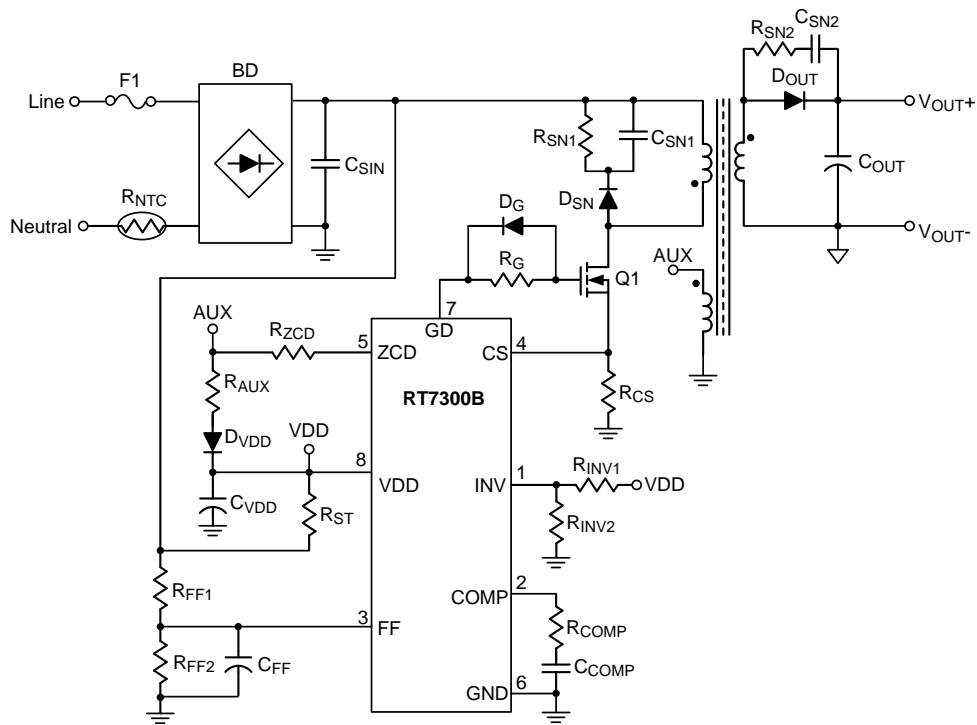 RSN2
CSN2
F1
BD
DOUT
Line
VOUT+
RSN1
CSN1
CSIN
COUT
RNTC
DSN
DG
Neutral
VOUT-
AUX
RG
Q1
7
AUX
GD
RZCD
5
ZCD
CS
4
RAUX
RT7300B
RCS
DVDD
VDD
8
VDD
INV
1
RINV1
VDD
CVDD
RST
RINV2
RFF1
COMP
2
3
FF
RCOMP
RFF2
CFF
CCOMP
GND
6